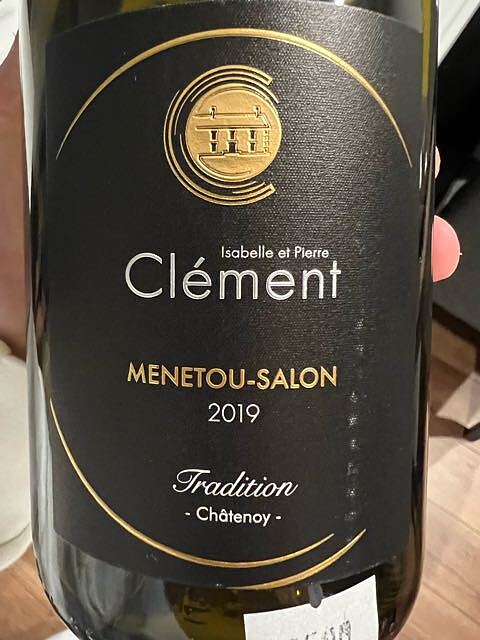 Isabelle et Pierre
Clément
MENETOU-SALON
2019
Tradition
- Châtenoy -